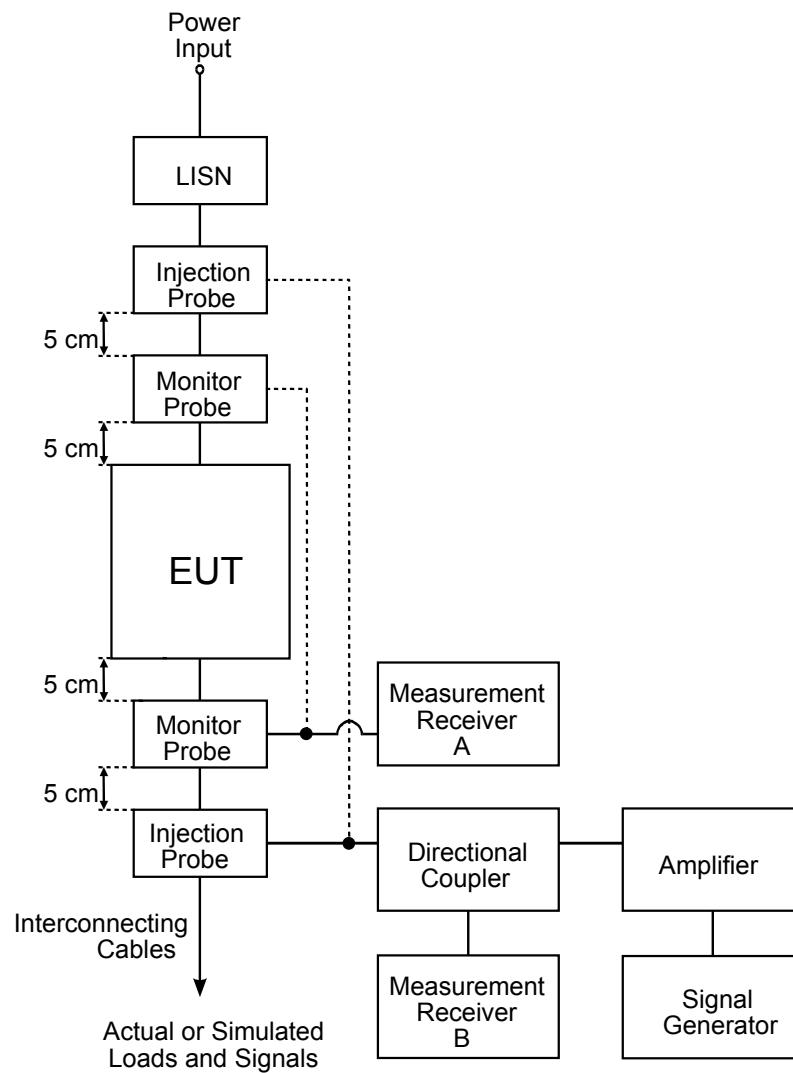 Power
Input
LISN
Injection
Probe
5 cm
Monitor
Probe
5 cm
EUT
5 cm
Monitor
Probe
Measurement
Receiver
A
5 cm
Injection
Probe
Directional
Coupler
Amplifier
Interconnecting
Cables
Measurement
Receiver
B
Signal
Generator
Actual or Simulated
Loads and Signals